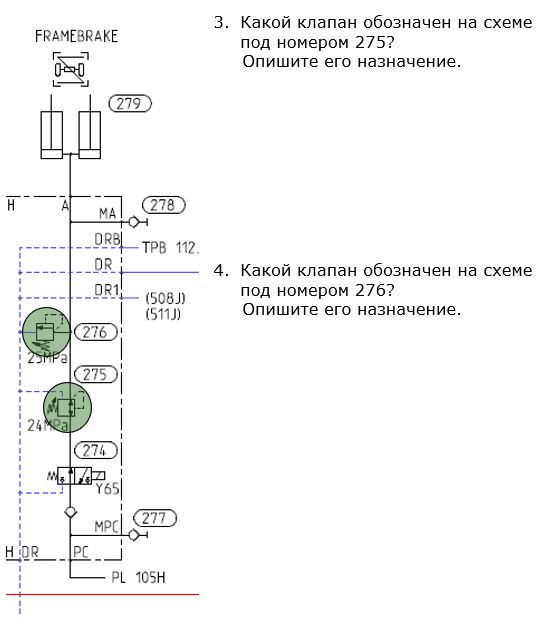 3. Какой клапан обозначен на схеме
под номером 275?
Опишите его назначение.
FRAMEBRAKE
279
H
A
MA
278
DRB
TPB 112.
DR
4. Какой клапан обозначен на схеме
под номером 276?
Опишите его назначение.
DR1
(508J)
(511J)
276
25MPa
275
24MPa
274
Y65
277
MPC
H DR
PC
PL 105H